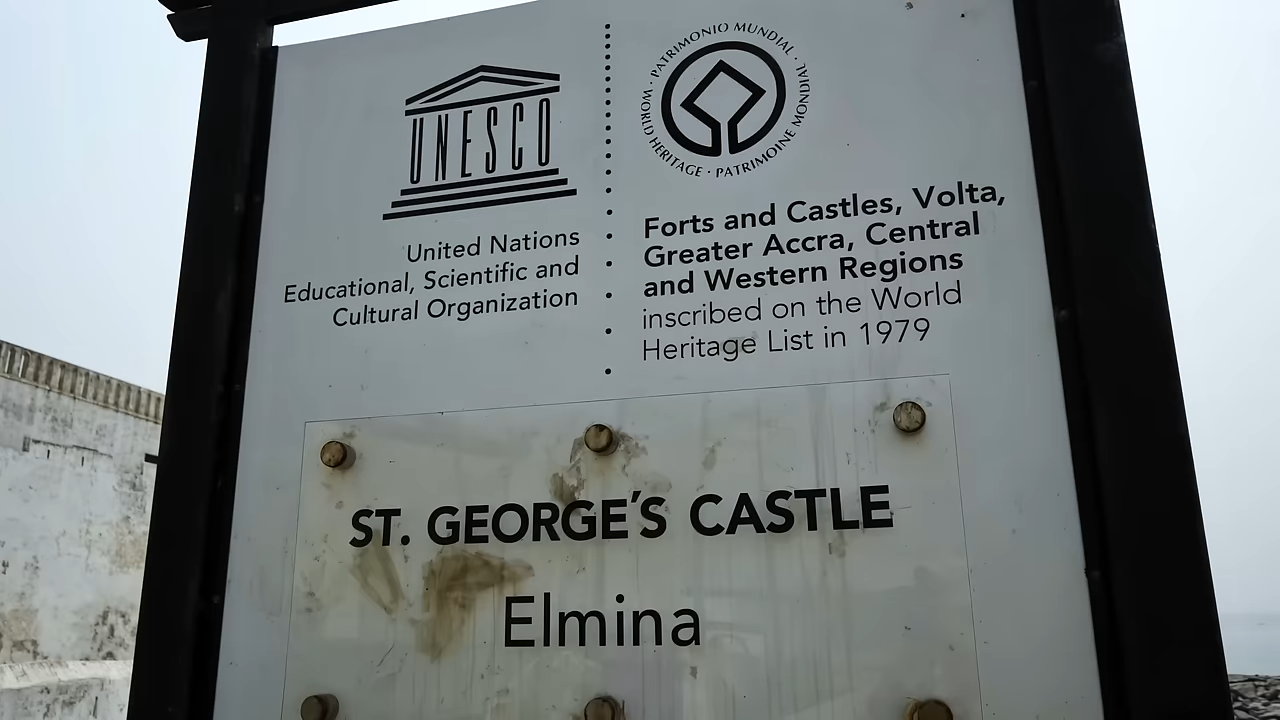 UNESCO
United Nations
Educational, Scientific and
Cultural Organization
PATRIMONIO MUNDIAL · PATRIMOINE MONDIAL · WORLD HERITAGE ·
Forts and Castles, Volta,
Greater Accra, Central
and Western Regions
inscribed on the World
Heritage List in 1979
ST. GEORGE'S CASTLE
Elmina